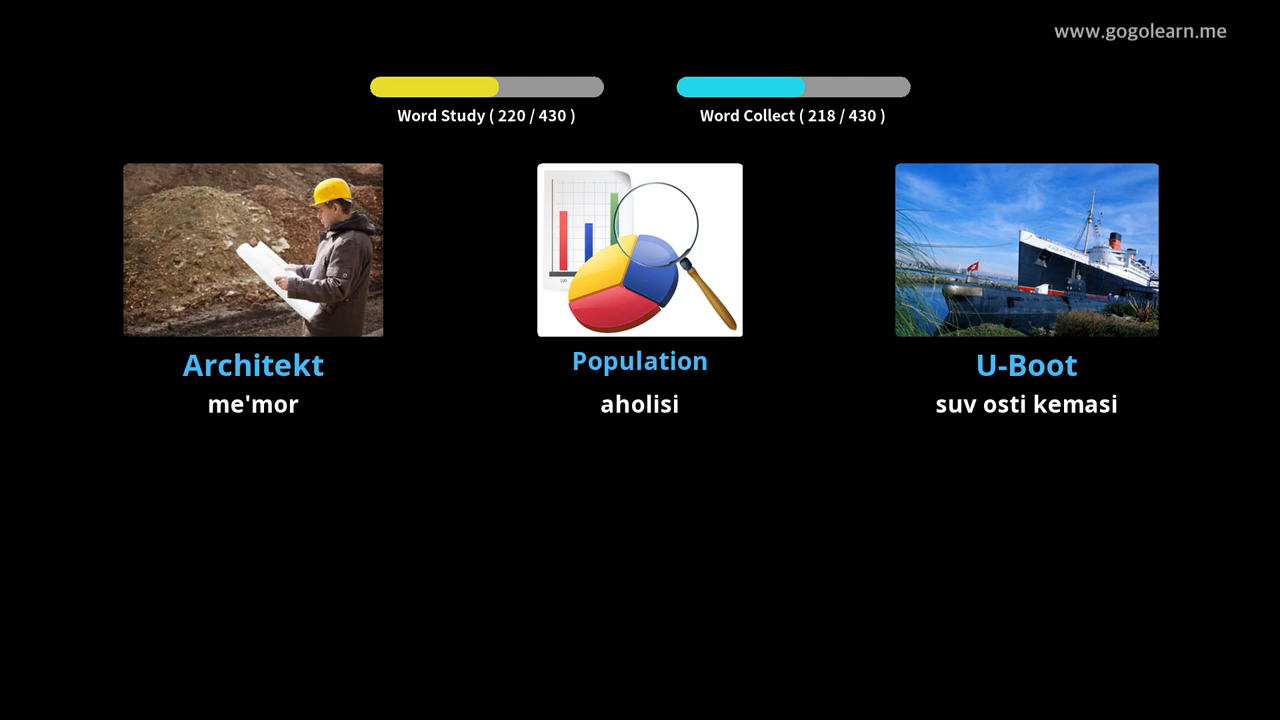 www.gogolearn.me
Word Study ( 220 / 430 )
Word Collect ( 218 / 430 )
Architekt
me'mor
Population
aholisi
U-Boot
suv osti kemasi